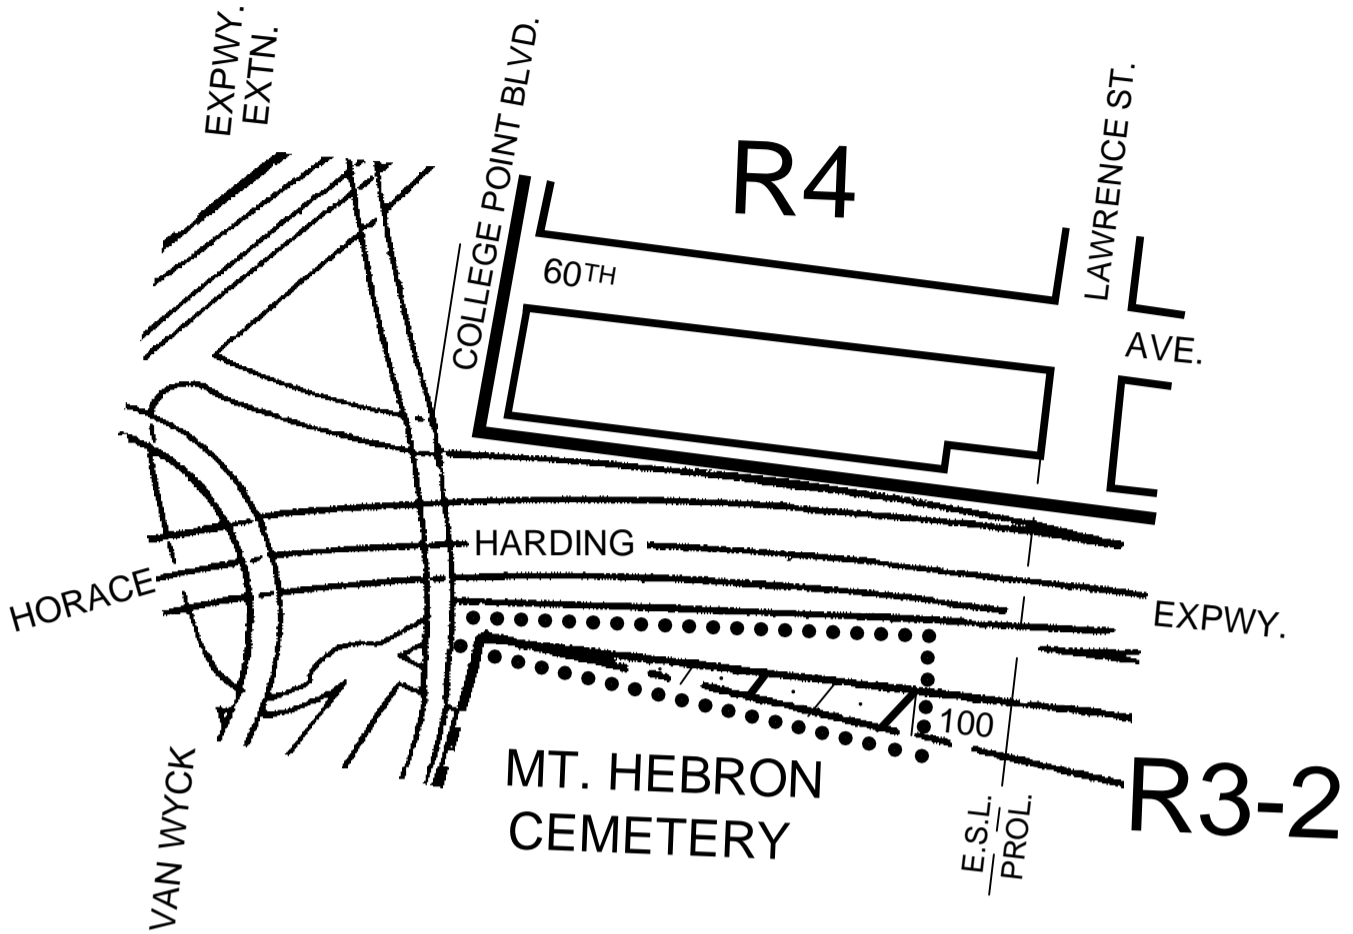 EXPWY.
EXTN.
COLLEGE POINT BLVD.
LAWRENCE ST.
R4
60TH
AVE.
HARDING
HORACE
EXPWY.
100
MT. HEBRON
CEMETERY
R3-2
E.S.L.
PROL.
VAN WYCK